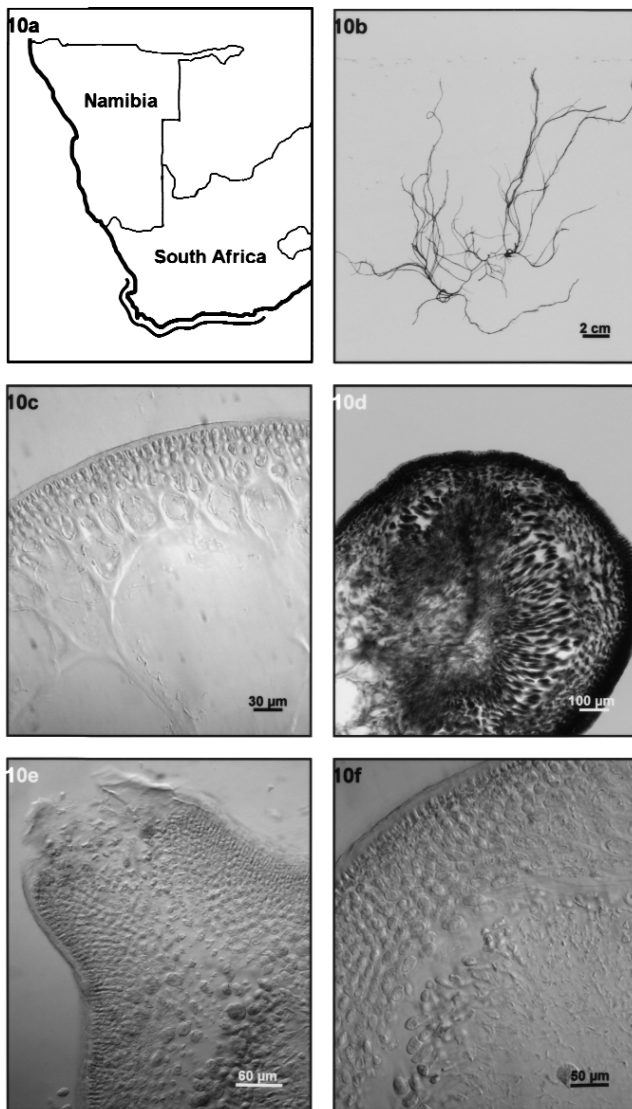 10a
Namibia
South Africa
10b
2 cm
10c
30 µm
10d
100 µm
10e
60 µm
10f
50 µm